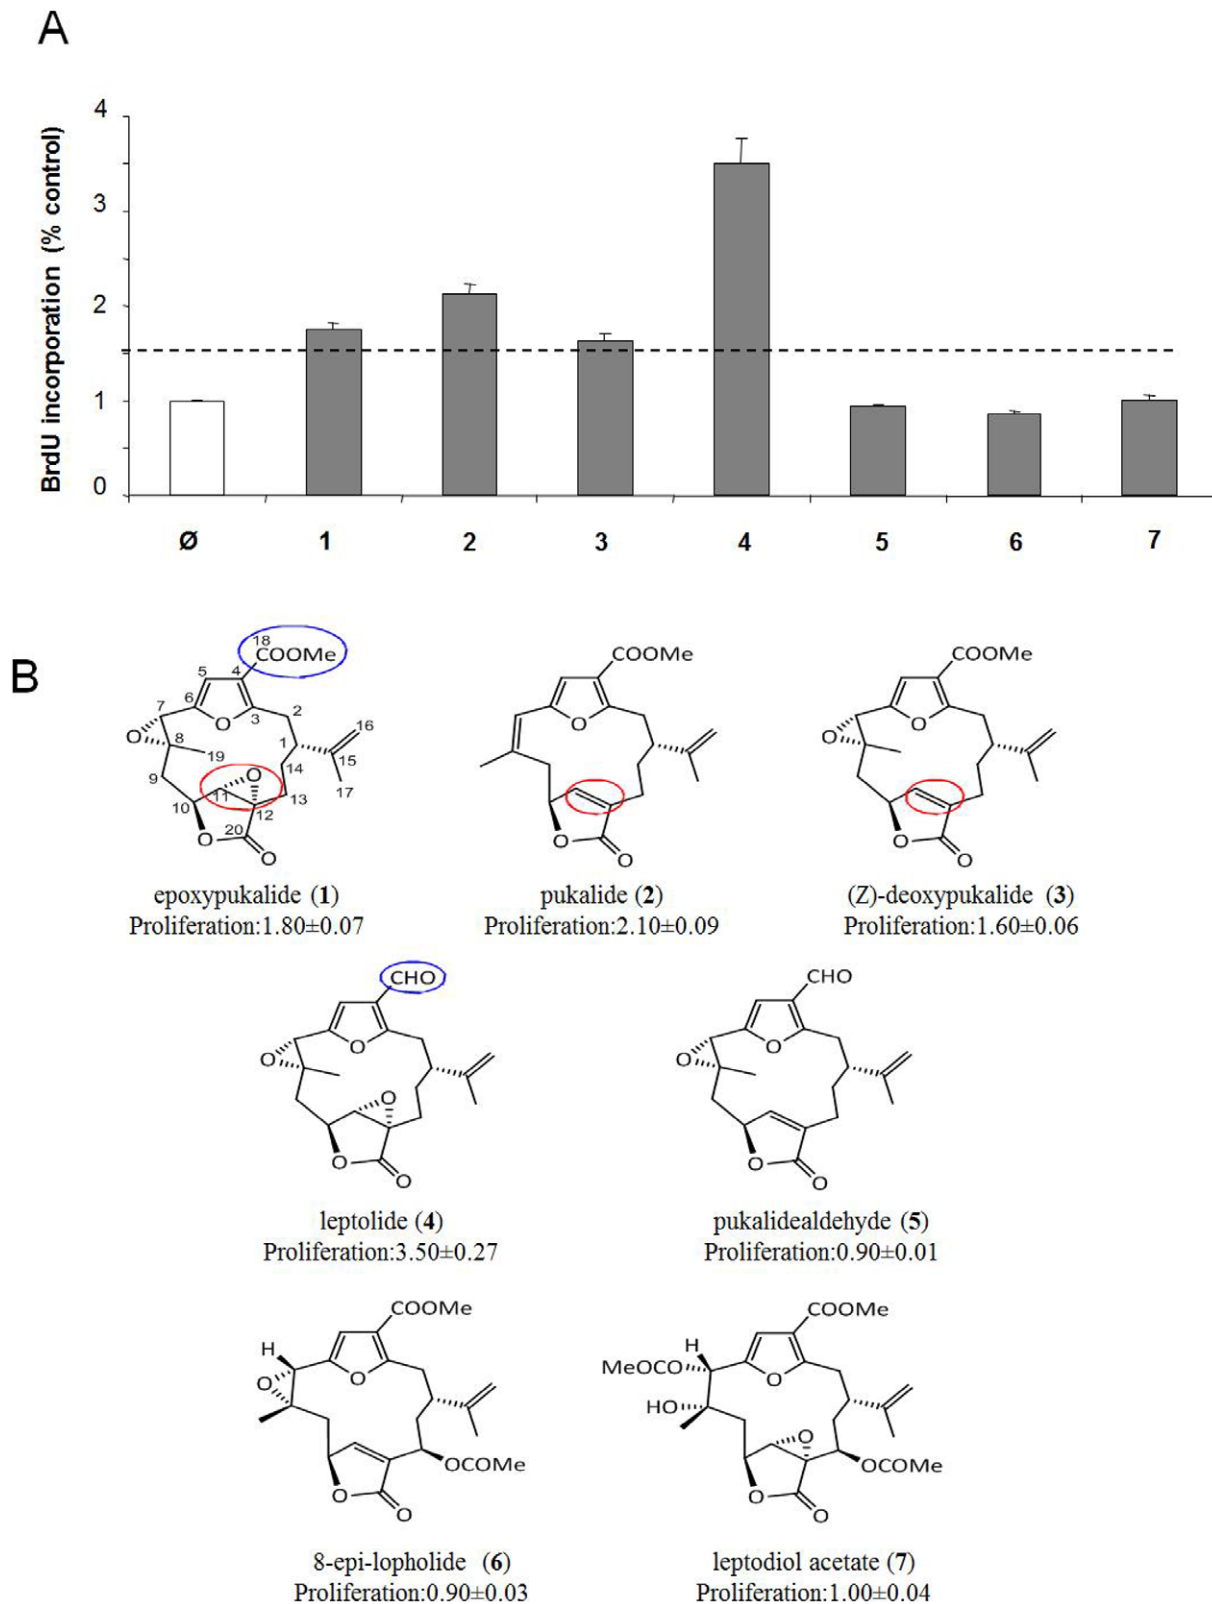 A
BrdU incorporation (% control)
4
3
2
1
0
Ø 1 2 3 4 5 6 7
B
18
COOMe
5 4
7 6 O 2
3
O 8 16
19 1
15
14
9 O 17
11 13
10 12
20
O
O
COOMe
O
O
O
COOMe
O
O
O
O
epoxypukalide (1) pukalide (2) (Z)-deoxypukalide (3)
Proliferation:1.80±0.07 Proliferation:2.10±0.09 Proliferation:1.60±0.06
CHO
O
O
O
O
O
CHO
O
O
O
O
leptolide (4) pukalidealdehyde (5)
Proliferation:3.50±0.27 Proliferation:0.90±0.01
COOMe
H
O
O
OCOMe
O
O
COOMe
H
MeOCO
O
HO
O
OCOMe
O
O
8-epi-lopholide (6) leptodiol acetate (7)
Proliferation:0.90±0.03 Proliferation:1.00±0.04